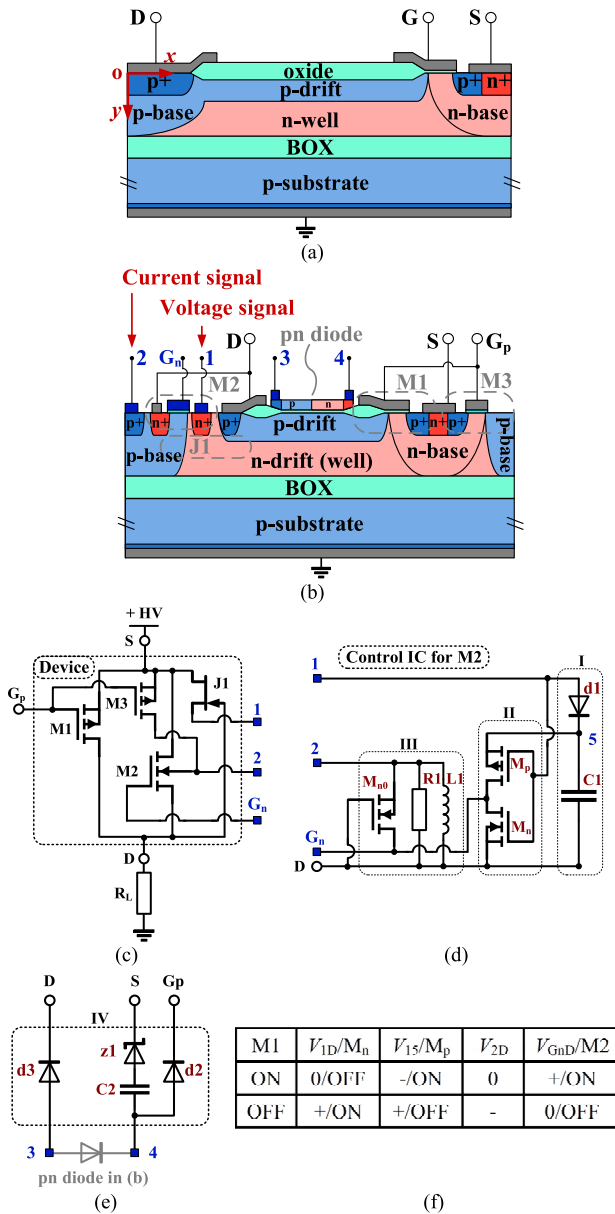 D G S
o x
y
oxide
p+ p-drift p+ n+
p-base n-well n-base
BOX
p-substrate
(a)
Current signal
Voltage signal
pn diode
2 Gn 1 D 3 4 S Gp
M2 M1 M3
p n
p+ n+ n+ p+ p-drift p+ n+ p+
J1
p-base n-drift (well) n-base p-base
BOX
p-substrate
(b)
+ HV
S
Device
Gp
M1
M3
J1
M2
1
2
Gn
D
RL
(c)
Control IC for M2
I
1
d1
5
II
III
2
Mn0
R1 L1
Mp
Mn
C1
Gn
D
(d)
D S Gp
IV
z1
d3
C2
d2
3 4
pn diode in (b)
(e)
M1 V1D/Mn V15/Mp V2D VGnD/M2
ON 0/OFF -/ON 0 +/ON
OFF +/ON +/OFF - 0/OFF
(f)